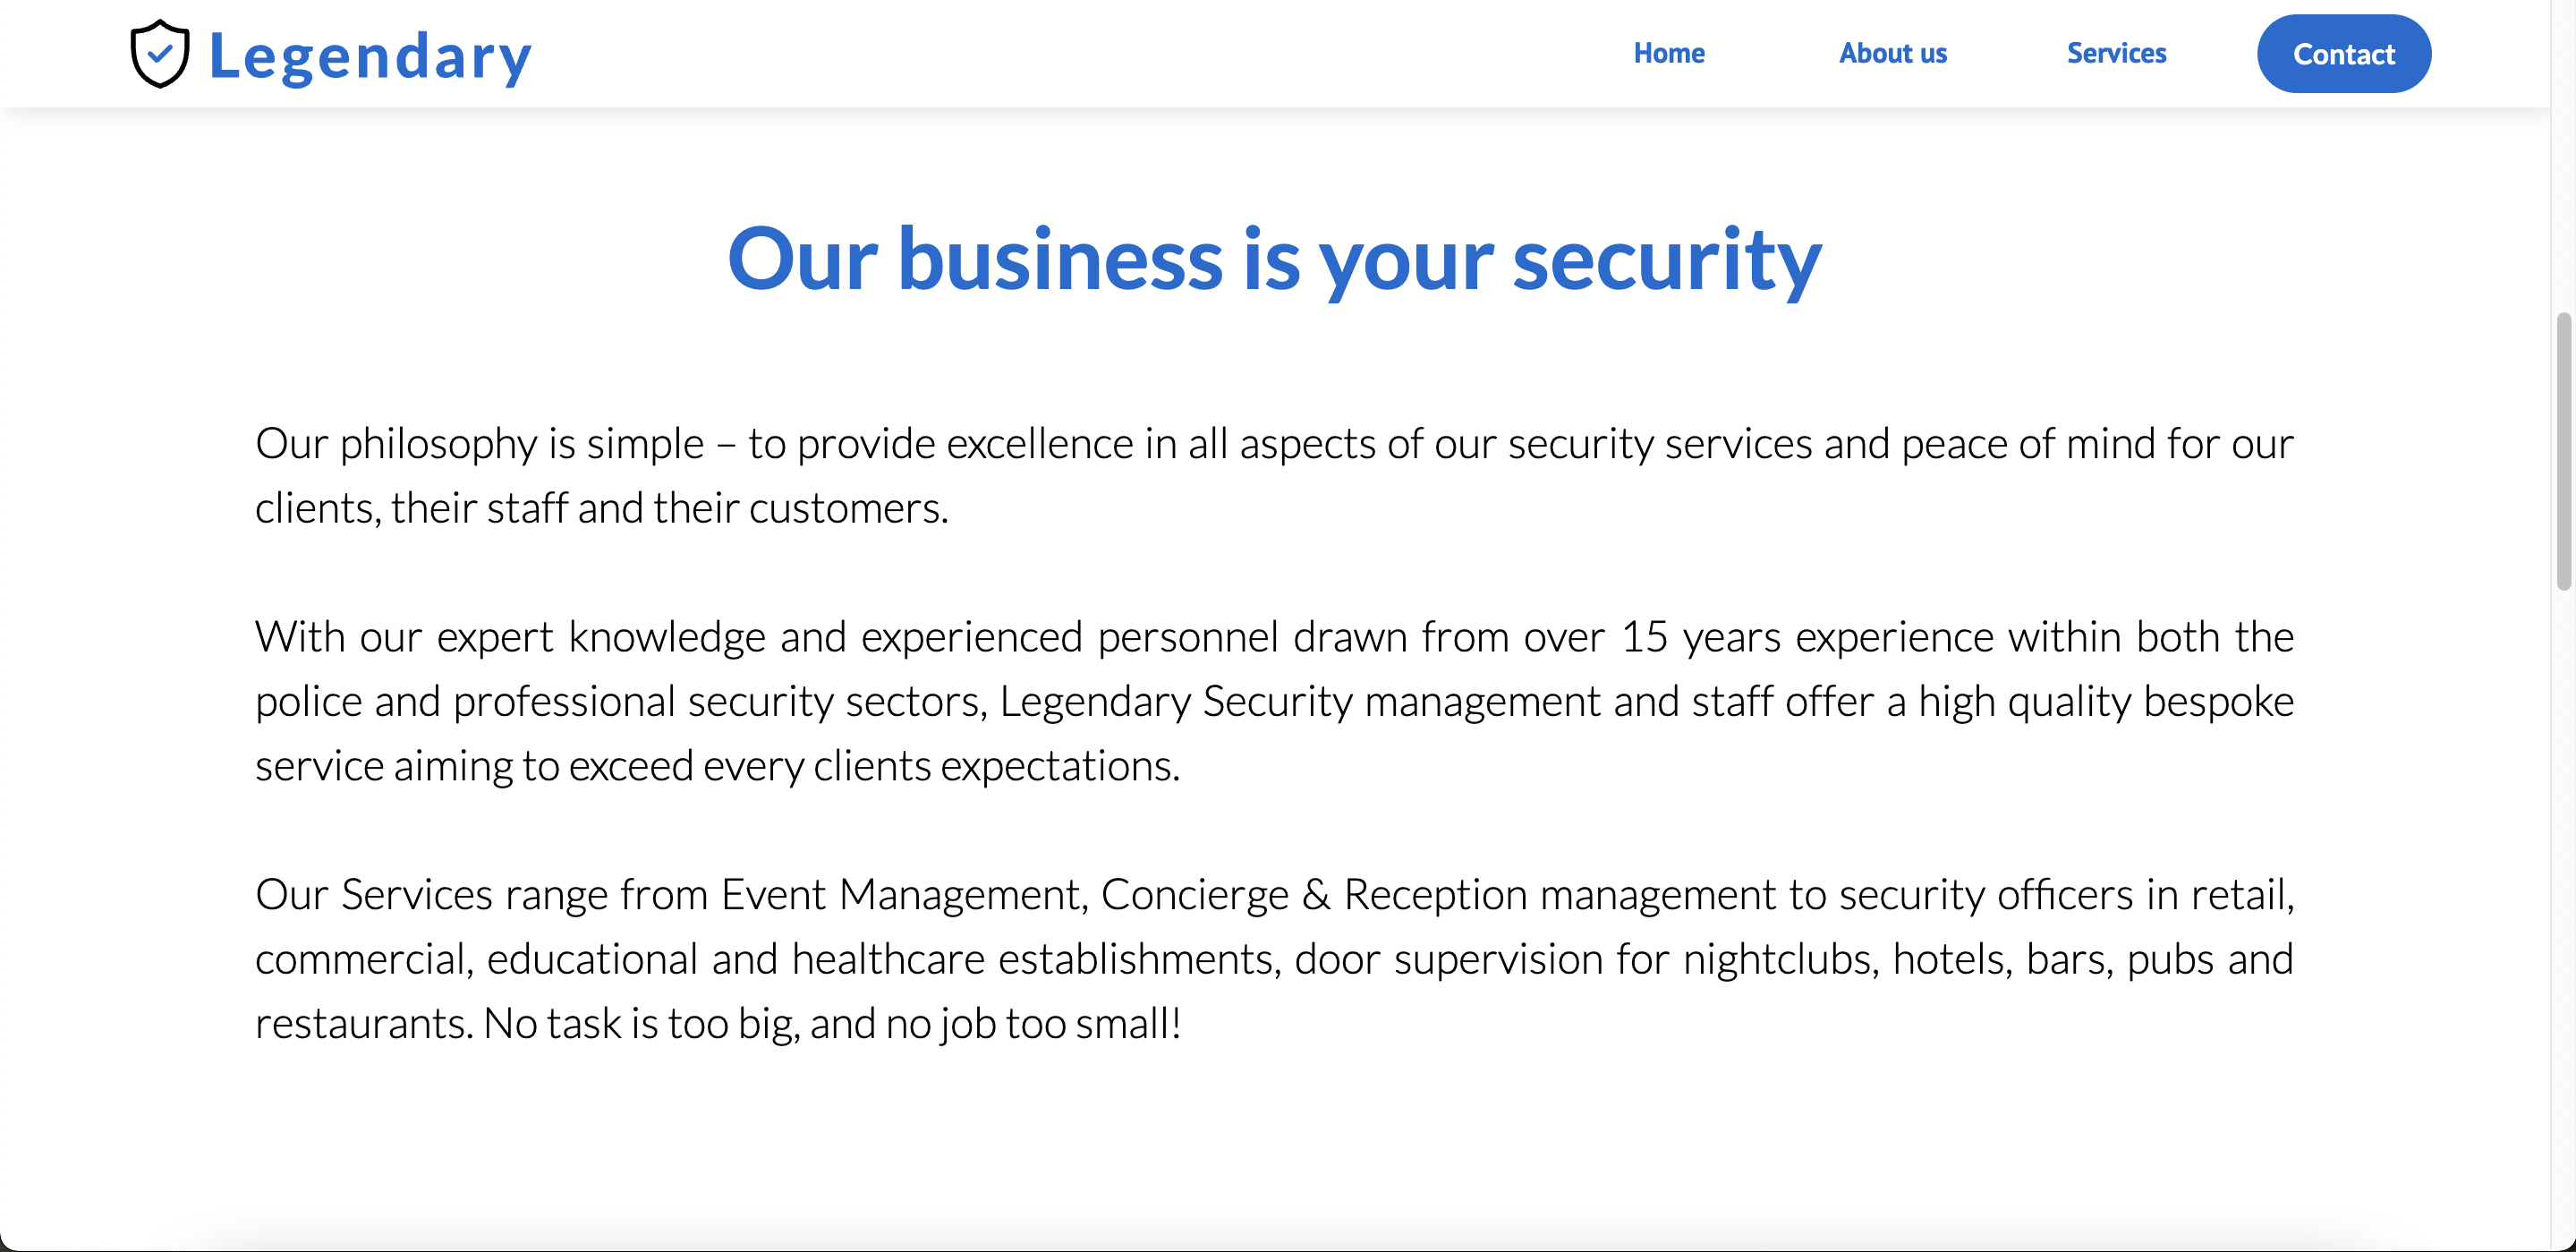 Legendary
Home
About us
Services
Contact
Our business is your security
Our philosophy is simple – to provide excellence in all aspects of our security services and peace of mind for our
clients, their staff and their customers.
With our expert knowledge and experienced personnel drawn from over 15 years experience within both the
police and professional security sectors, Legendary Security management and staff offer a high quality bespoke
service aiming to exceed every clients expectations.
Our Services range from Event Management, Concierge & Reception management to security officers in retail,
commercial, educational and healthcare establishments, door supervision for nightclubs, hotels, bars, pubs and
restaurants. No task is too big, and no job too small!